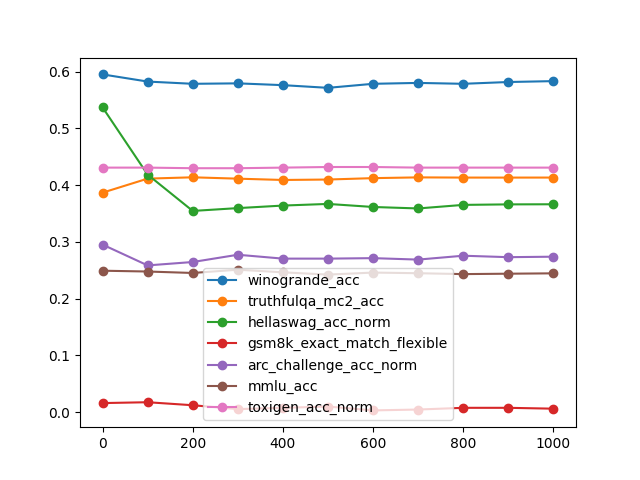 0.6
0.5
0.4
0.3
0.2
0.1
0.0
winogrande_acc
truthfulqa_mc2_acc
hellaswag_acc_norm
gsm8k_exact_match_flexible
arc_challenge_acc_norm
mmlu_acc
toxigen_acc_norm
0 200 400 600 800 1000